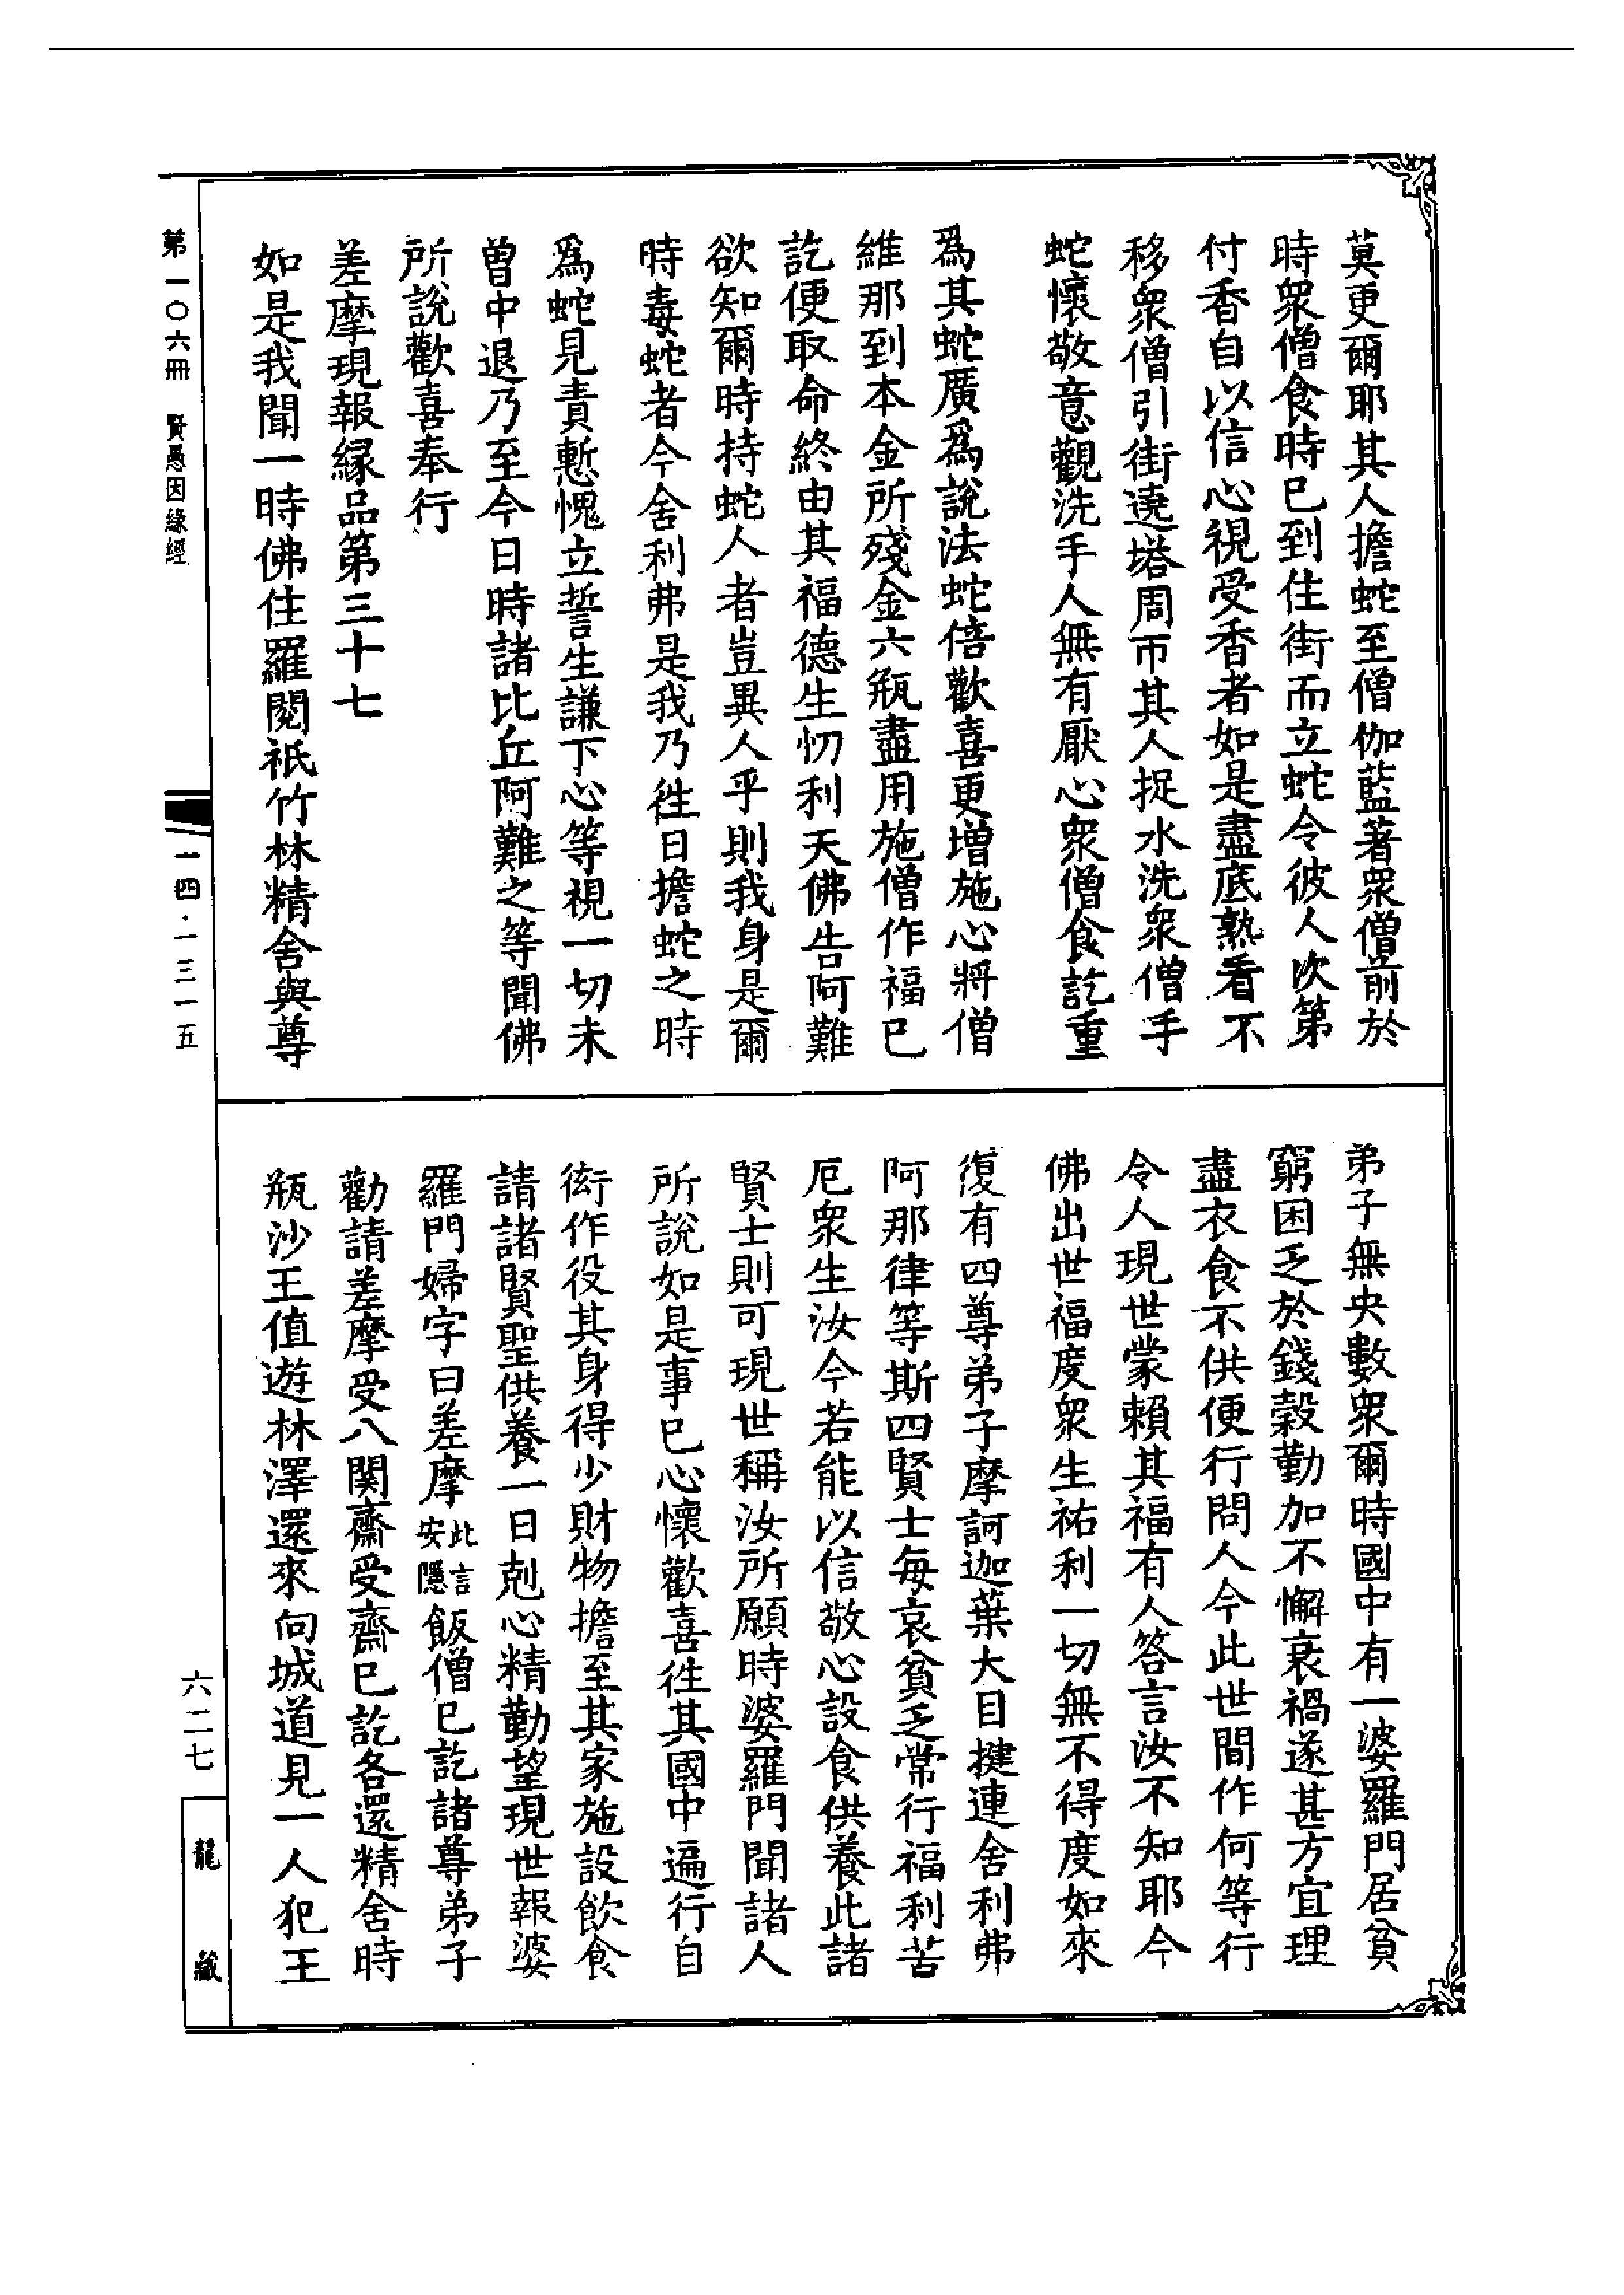 莫更爾耶其人擔蛇至僧伽藍著衆僧前於
時衆僧食時已到住街而立蛇令彼人次第
付香自以信心視受香者如是盡底熟看不
移衆僧引街遶塔周帀其人捉水洗衆僧手
蛇懷敬意觀洗手人無有厭心衆僧食訖重
爲其蛇廣爲說法蛇倍歡喜更增施心將僧
維那到本金所殘金六瓶盡用施僧作福已
訖便取命終由其福德生忉利天佛告阿難
欲知爾時持蛇人者豈異人乎則我身是爾
時毒蛇者今舍利弗是我乃徃日擔蛇之時
爲蛇見責慙愧立誓生謙下心等視一切未
曾中退乃至今日時諸比丘阿難之等聞佛
所說歡喜奉行
差摩現報緣品第三十七
如是我聞一時佛住羅閱祇竹林精舍與尊
弟子無央數衆爾時國中有一婆羅門居貧
窮困乏於錢榖勤加不懈衰禍遂甚方宜理
盡衣食不供便行問人今此世間作何等行
令人現世蒙賴其福有人答言汝不知耶今
佛出世福度衆生祐利一切無不得度如來
復有四尊弟子摩訶迦葉大目揵連舍利弗
阿那律等斯四賢士每哀貧乏常行福利苦
厄衆生汝今若能以信敬心設食供養此諸
賢士則可現世稱汝所願時婆羅門聞諸人
所說如是事已心懷歡喜徃其國中遍行自
衒作役其身得少財物擔至其家施設飲食
請諸賢聖供養一日剋心精勤望現世報婆
羅門婦字曰差摩此言安隱飯僧已訖諸尊弟子
勸請差摩受八関齋受齋已訖各還精舍時
瓶沙王值遊林澤還來向城道見一人犯王
第一〇六冊 賢愚因緣經
一四·一三一五
六二七
龍藏